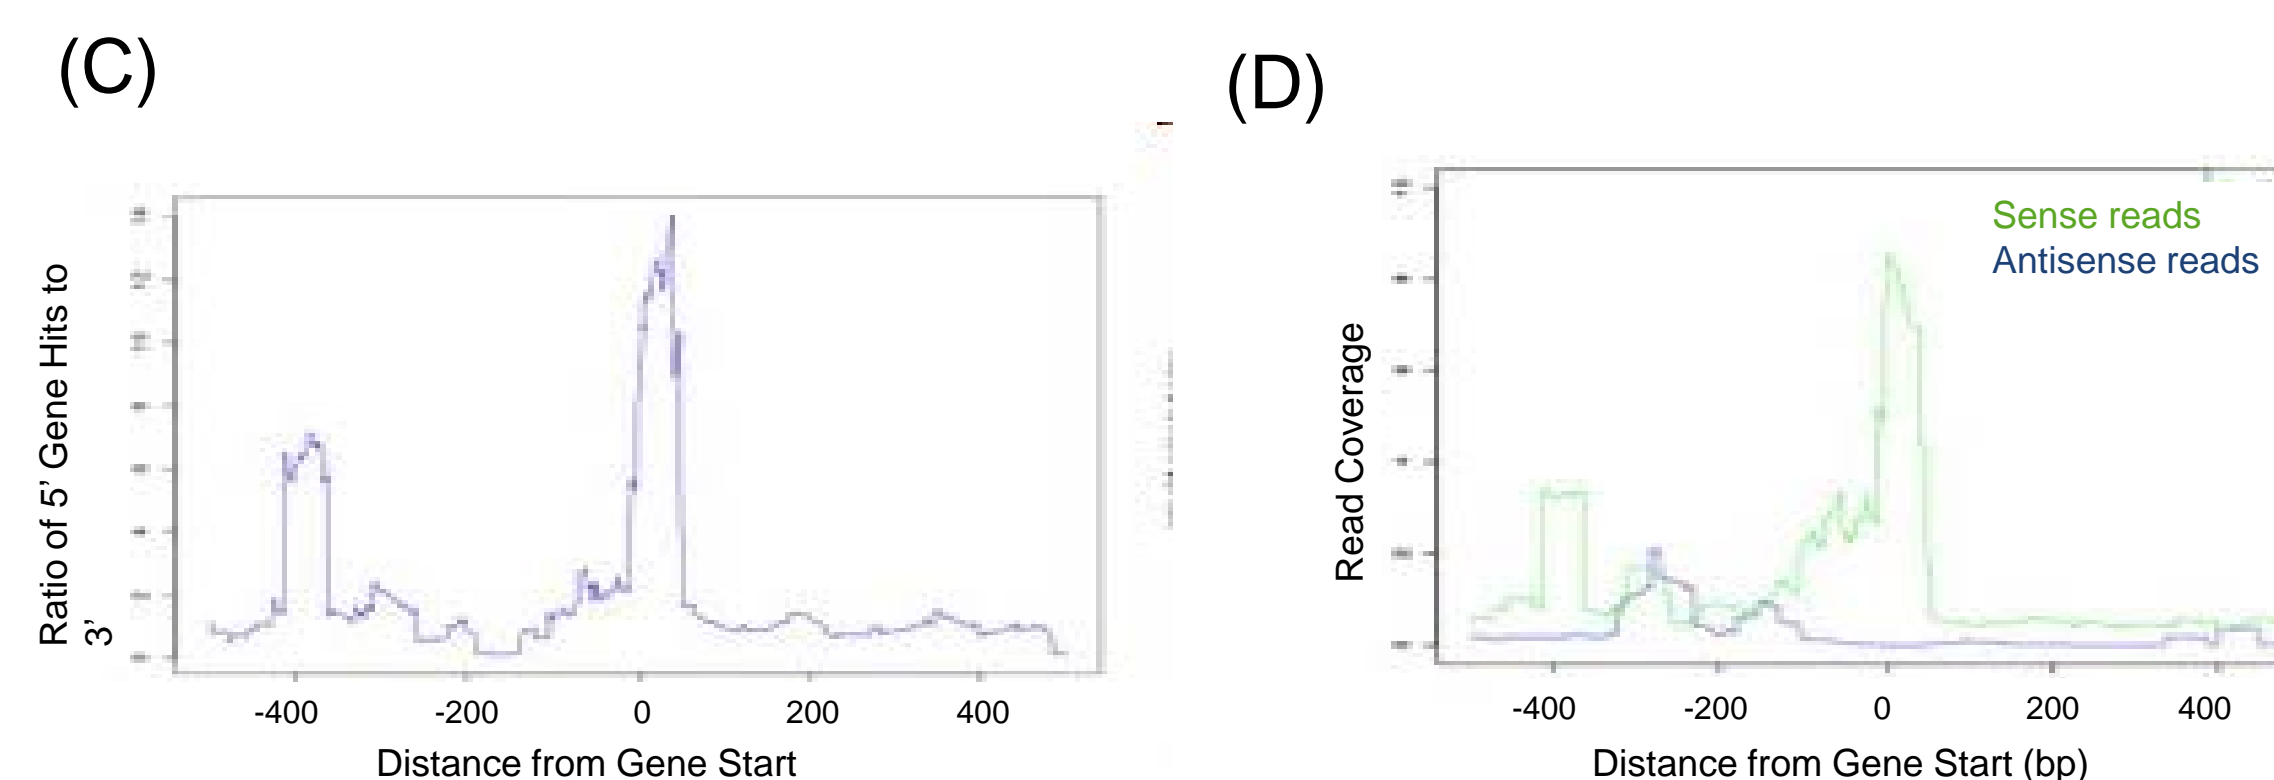 (C)
(D)
Ratio of 5’ Gene Hits to
3’
-400
-200
0
200
400
Distance from Gene Start
Read Coverage
Sense reads
Antisense reads
-400
-200
0
200
400
Distance from Gene Start (bp)